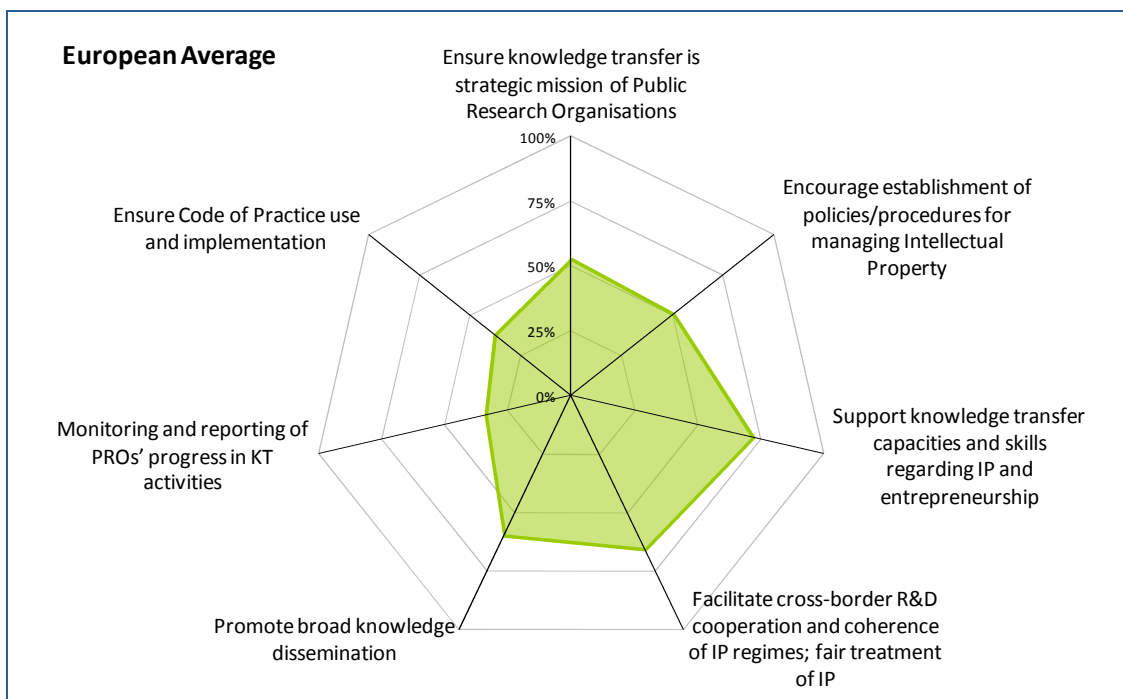 European Average
Ensure knowledge transfer is
strategic mission of Public
Research Organisations
100%
75%
50%
25%
0%
Encourage establishment of
policies/procedures for
managing Intellectual
Property
Support knowledge transfer
capacities and skills
regarding IP and
entrepreneurship
Facilitate cross-border R&D
cooperation and coherence
of IP regimes; fair treatment
of IP
Promote broad knowledge
dissemination
Monitoring and reporting of
PROs’ progress in KT
activities
Ensure Code of Practice use
and implementation